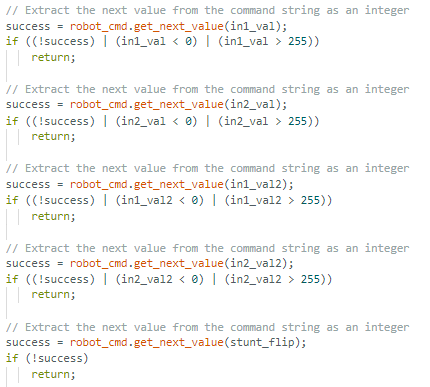 // Extract the next value from the command string as an integer
success = robot_cmd.get_next_value(in1_val);
if ((!success) | (in1_val < 0) | (in1_val > 255))
return;
// Extract the next value from the command string as an integer
success = robot_cmd.get_next_value(in2_val);
if ((!success) | (in2_val < 0) | (in2_val > 255))
return;
// Extract the next value from the command string as an integer
success = robot_cmd.get_next_value(in1_val2);
if ((!success) | (in1_val2 < 0) | (in1_val2 > 255))
return;
// Extract the next value from the command string as an integer
success = robot_cmd.get_next_value(in2_val2);
if ((!success) | (in2_val2 < 0) | (in2_val2 > 255))
return;
// Extract the next value from the command string as an integer
success = robot_cmd.get_next_value(stunt_flip);
if (!success)
return;